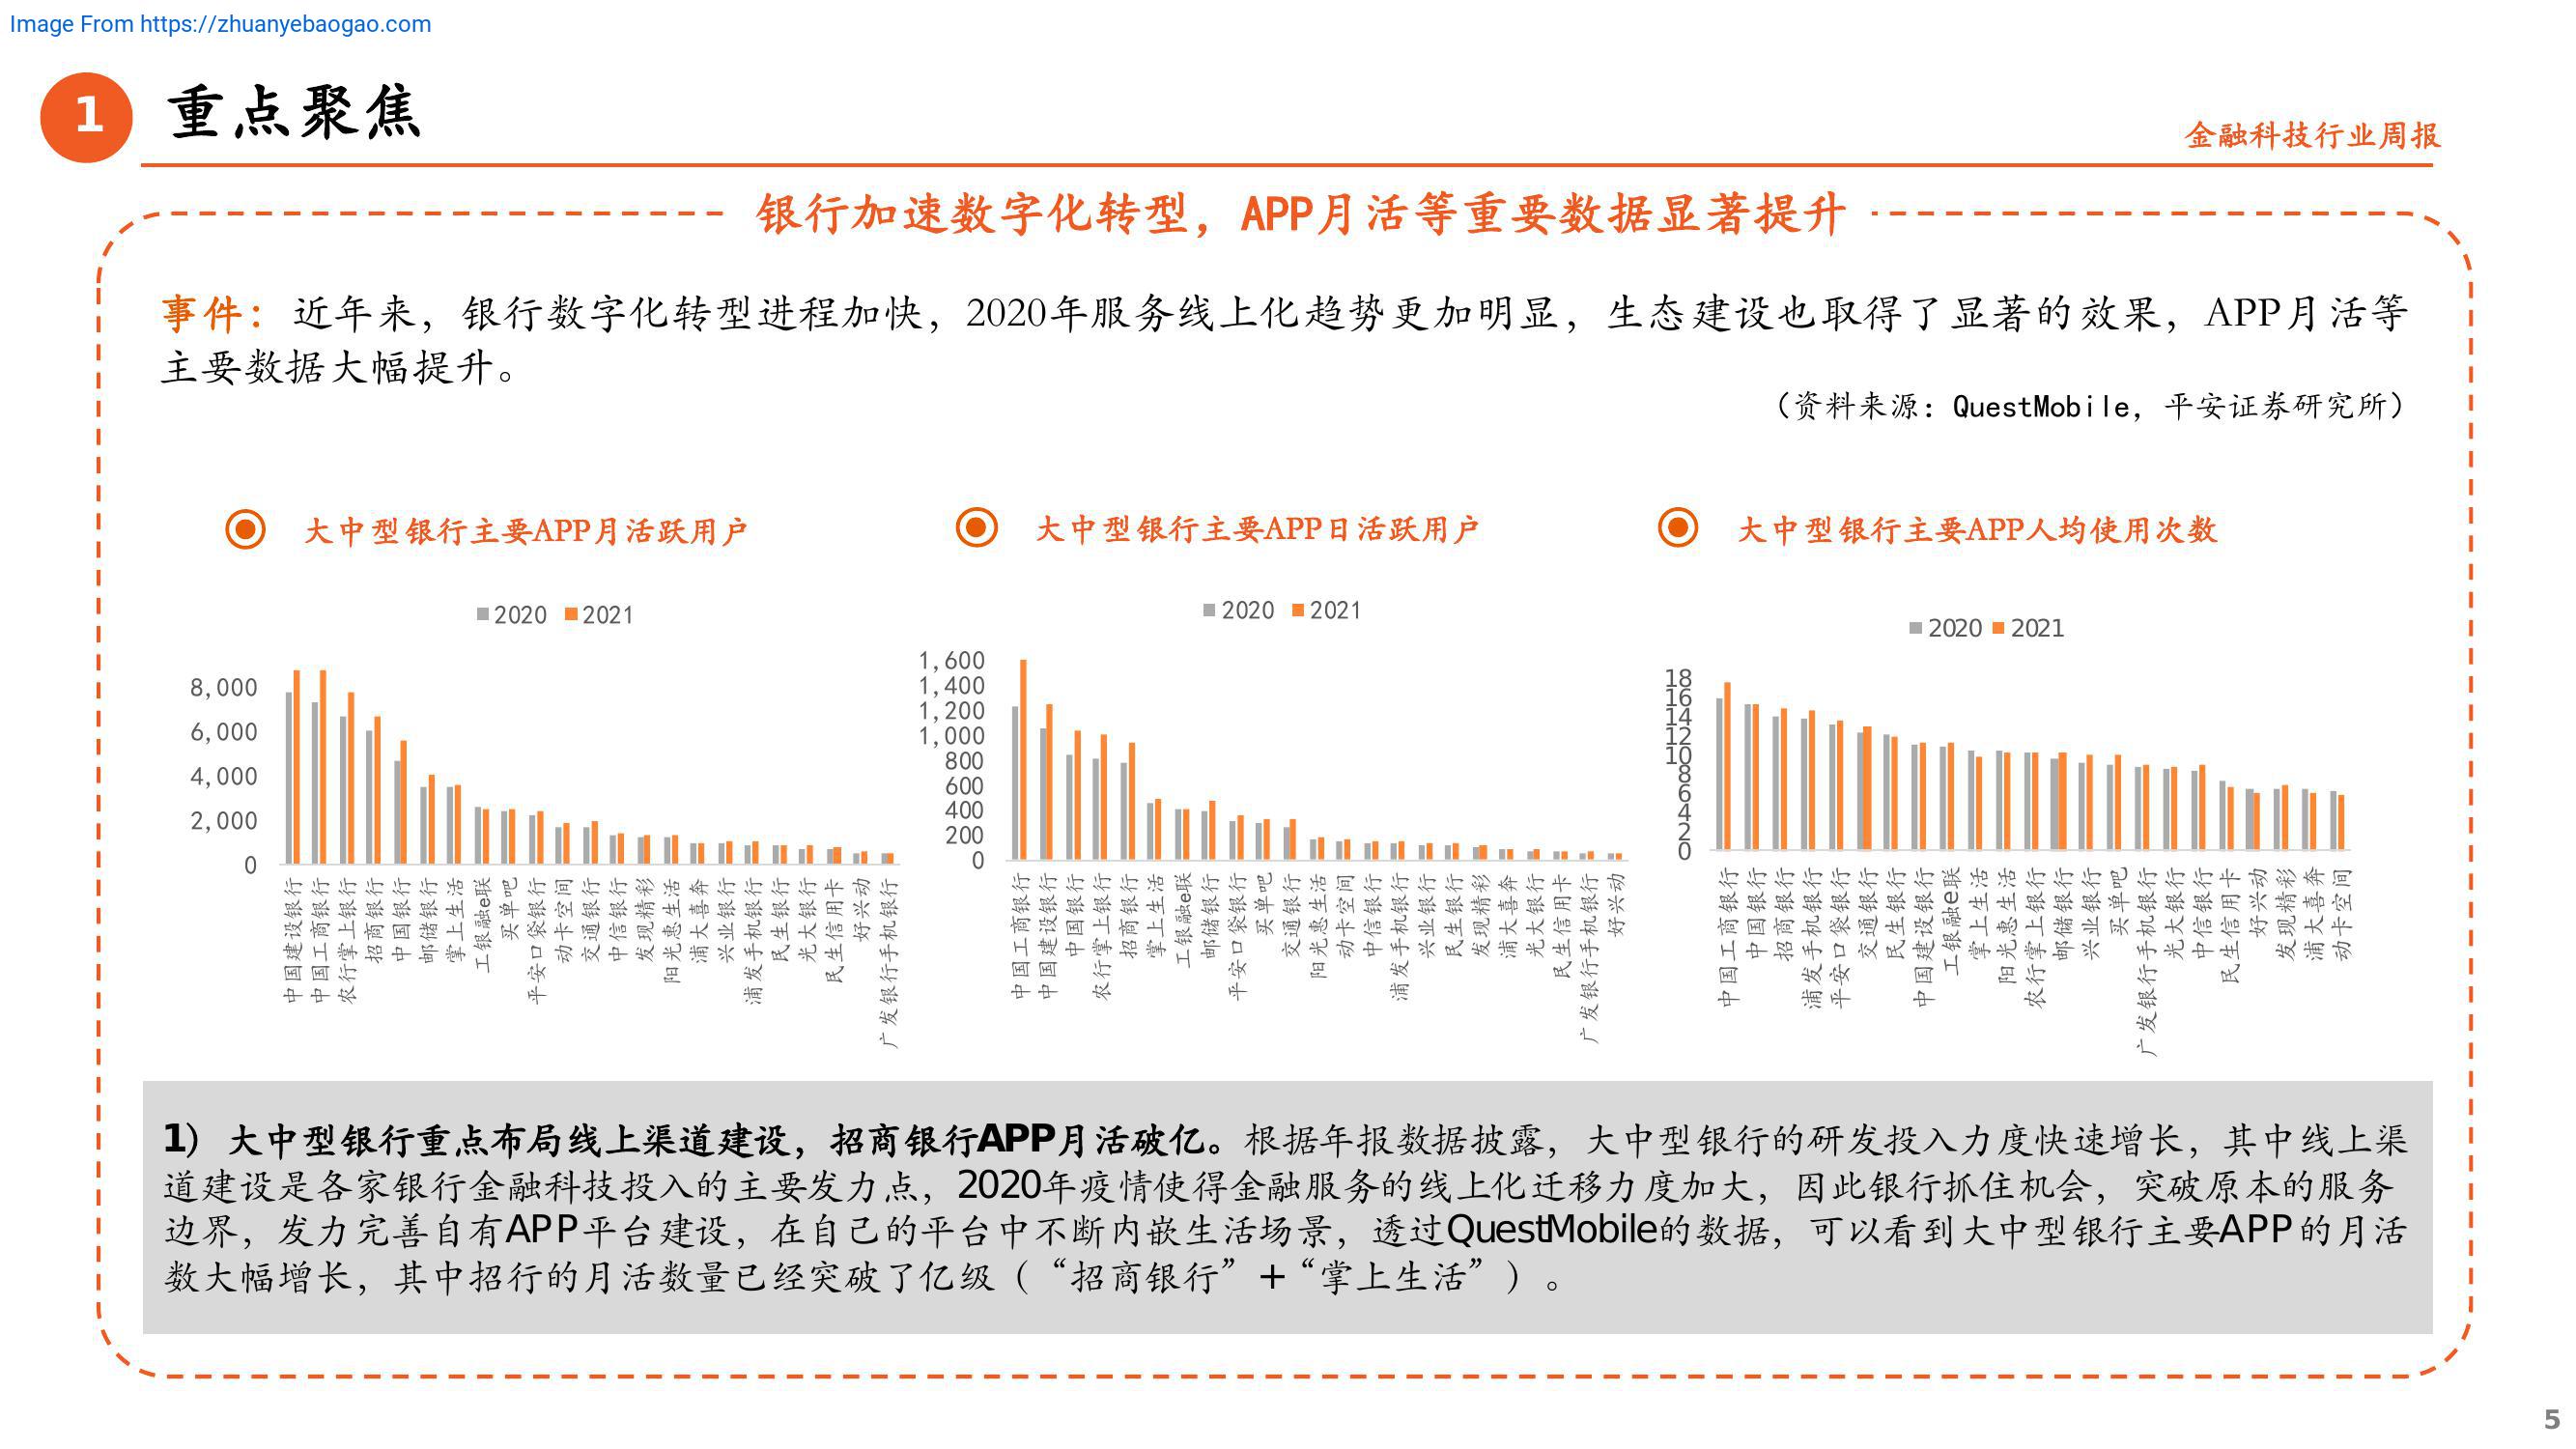 Image From https://zhuanyebaogao.com
1
重点聚焦
金融科技行业周报
银行加速数字化转型，APP月活等重要数据显著提升
事件：近年来，银行数字化转型进程加快，2020年服务线上化趋势更加明显，生态建设也取得了显著的效果，APP月活等
主要数据大幅提升。
（资料来源：QuestMobile，平安证券研究所）
大中型银行主要APP月活跃用户
2020 2021
8,000
6,000
4,000
2,000
0
中国建设银行
中国工商银行
农行掌上银行
招商银行
中国银行
邮储银行
掌上生活
工银融e联
买单吧
平安口袋银行
动卡空间
交通银行
中信银行
发现精彩
阳光惠生活
浦大喜奔
兴业银行
浦发手机银行
民生银行
光大银行
民生信用卡
好兴动
广发银行手机银行
大中型银行主要APP日活跃用户
2020 2021
1,600
1,400
1,200
1,000
800
600
400
200
0
中国工商银行
中国建设银行
中国银行
农行掌上银行
招商银行
掌上生活
工银融e联
邮储银行
平安口袋银行
买单吧
交通银行
阳光惠生活
动卡空间
中信银行
浦发手机银行
兴业银行
民生银行
发现精彩
浦大喜奔
光大银行
民生信用卡
广发银行手机银行
好兴动
大中型银行主要APP人均使用次数
2020 2021
18
16
14
12
10
8
6
4
2
0
中国工商银行
中国银行
招商银行
浦发手机银行
平安口袋银行
交通银行
民生银行
中国建设银行
工银融e联
掌上生活
阳光惠生活
农行掌上银行
邮储银行
兴业银行
买单吧
广发银行手机银行
光大银行
中信银行
民生信用卡
好兴动
发现精彩
浦大喜奔
动卡空间
1）大中型银行重点布局线上渠道建设，招商银行APP月活破亿。根据年报数据披露，大中型银行的研发投入力度快速增长，其中线上渠
道建设是各家银行金融科技投入的主要发力点，2020年疫情使得金融服务的线上化迁移力度加大，因此银行抓住机会，突破原本的服务
边界，发力完善自有APP平台建设，在自己的平台中不断内嵌生活场景，透过QuestMobile的数据，可以看到大中型银行主要APP的月活
数大幅增长，其中招行的月活数量已经突破了亿级（“招商银行”+“掌上生活”）。
5